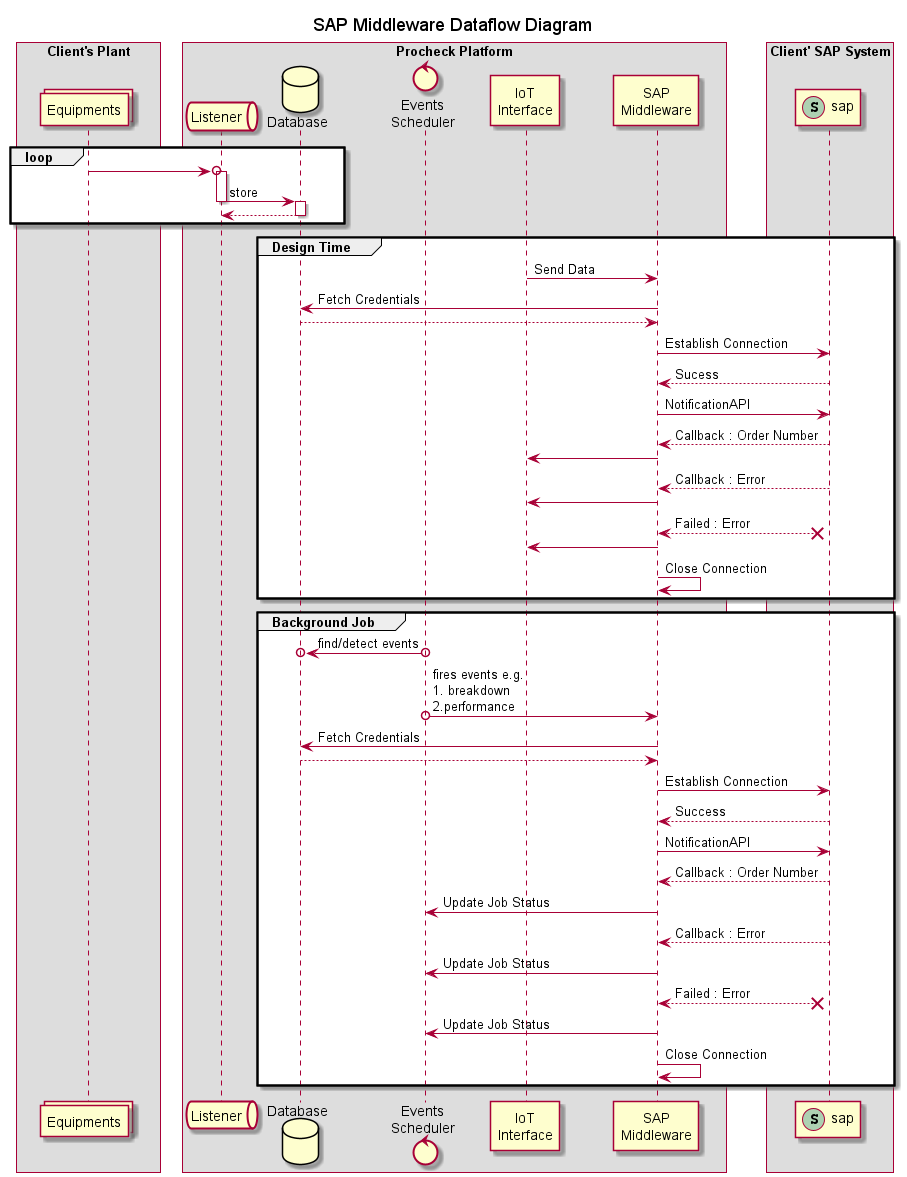 SAP Middleware Dataflow Diagram
Client's Plant
Procheck Platform
Client' SAP System
Equipments
Listener
Database
Events
Scheduler
IoT
Interface
SAP
Middleware
S sap
loop
store
Design Time
Send Data
Fetch Credentials
Establish Connection
Sucess
NotificationAPI
Callback : Order Number
Callback : Error
Failed : Error
Close Connection
Background Job
find/detect events
fires events e.g.
1. breakdown
2.performance
Fetch Credentials
Establish Connection
Success
NotificationAPI
Callback : Order Number
Update Job Status
Callback : Error
Update Job Status
Failed : Error
Update Job Status
Close Connection
Equipments
Listener
Database
Events
Scheduler
IoT
Interface
SAP
Middleware
S sap